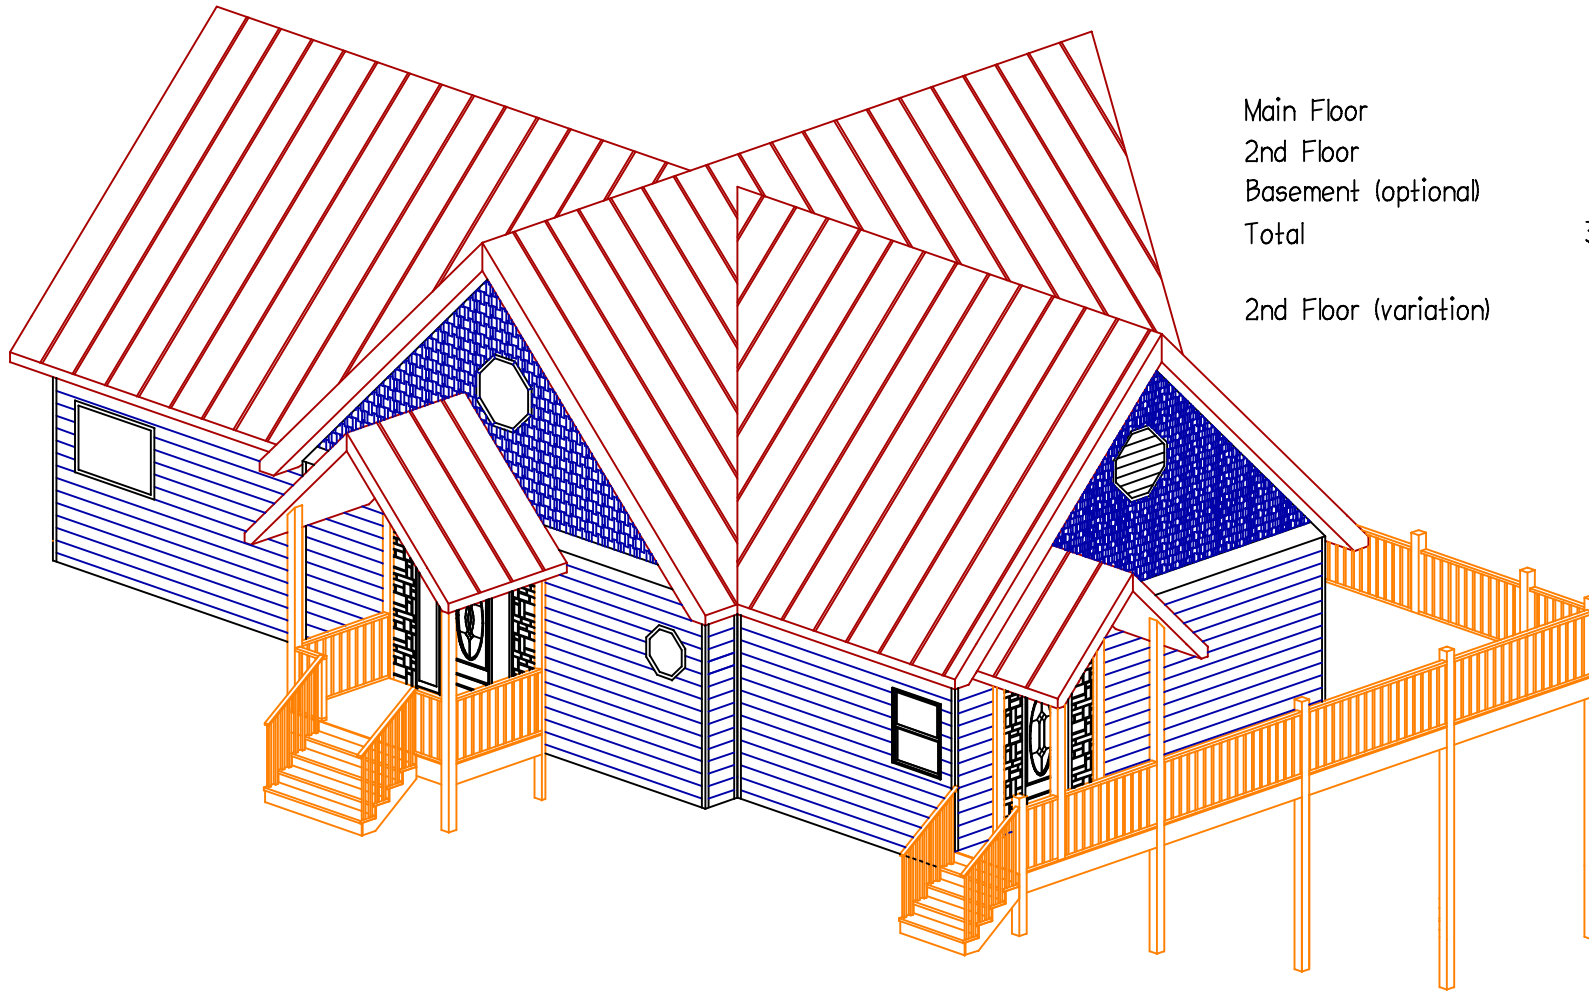 Main Floor
2nd Floor
Basement (optional)
Total
2nd Floor (variation)